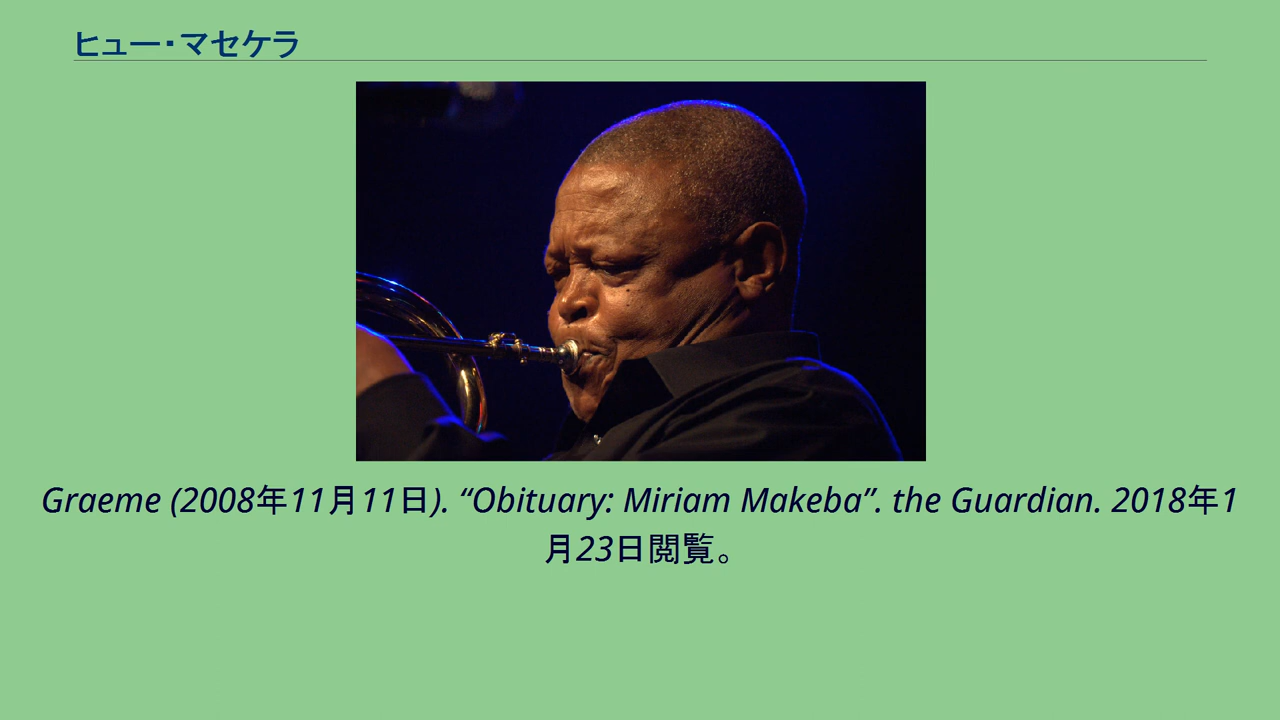 ヒュー・マセケラ
Graeme (2008年11月11日). “Obituary: Miriam Makeba”. the Guardian. 2018年1
月23日閲覧。